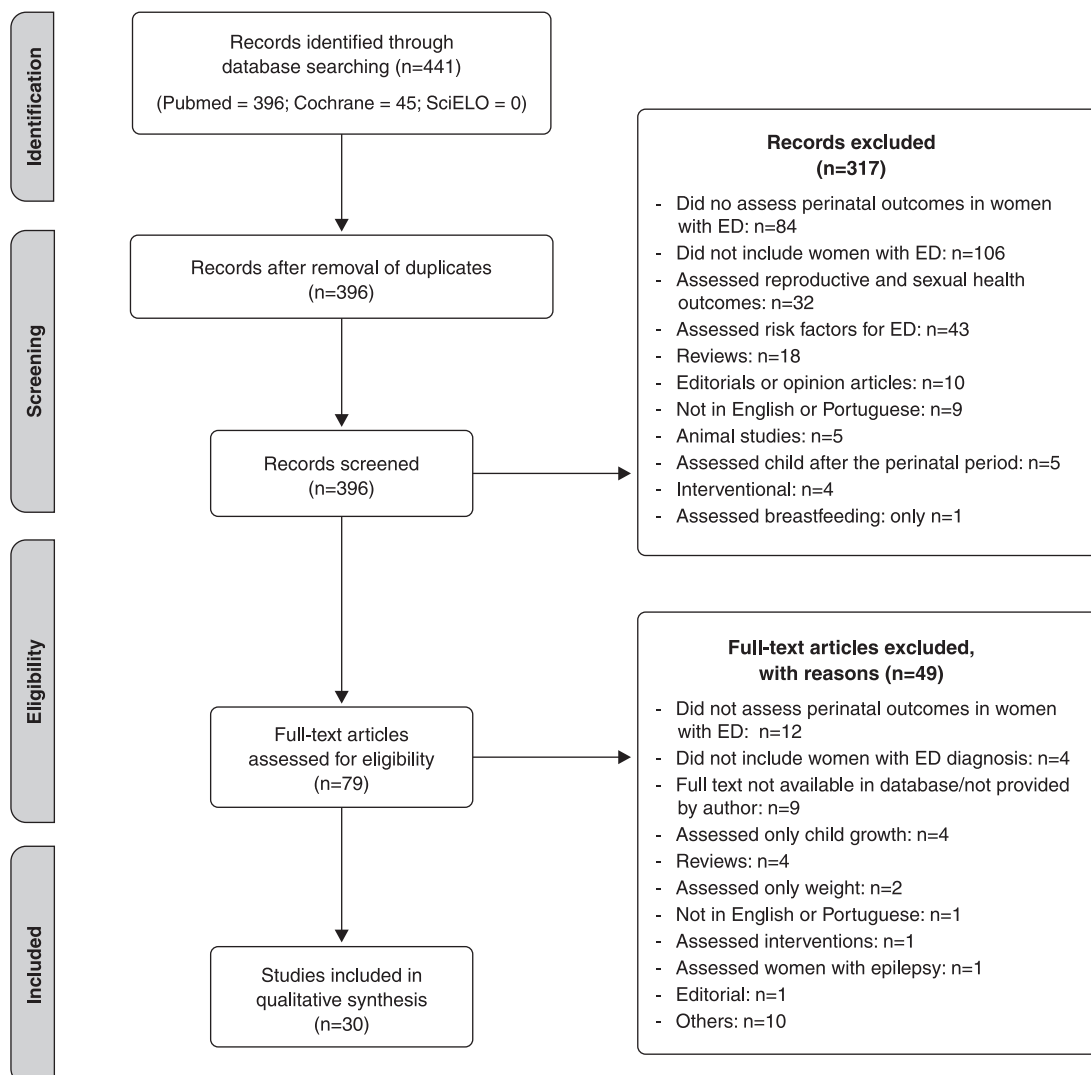 Identification
Records identified through
database searching (n=441)
(Pubmed = 396; Cochrane = 45; SciELO = 0)
Records excluded
(n=317)
- Did no assess perinatal outcomes in women
with ED: n=84
- Did not include women with ED: n=106
- Assessed reproductive and sexual health
outcomes: n=32
- Assessed risk factors for ED: n=43
- Reviews: n=18
- Editorials or opinion articles: n=10
- Not in English or Portuguese: n=9
- Animal studies: n=5
- Assessed child after the perinatal period: n=5
- Interventional: n=4
- Assessed breastfeeding: only n=1
Screening
Records after removal of duplicates
(n=396)
Records screened
(n=396)
Eligibility
Full-text articles
assessed for eligibility
(n=79)
Full-text articles excluded,
with reasons (n=49)
- Did not assess perinatal outcomes in women
with ED: n=12
- Did not include women with ED diagnosis: n=4
- Full text not available in database/not provided
by author: n=9
- Assessed only child growth: n=4
- Reviews: n=4
- Assessed only weight: n=2
- Not in English or Portuguese: n=1
- Assessed interventions: n=1
- Assessed women with epilepsy: n=1
- Editorial: n=1
- Others: n=10
Included
Studies included in
qualitative synthesis
(n=30)